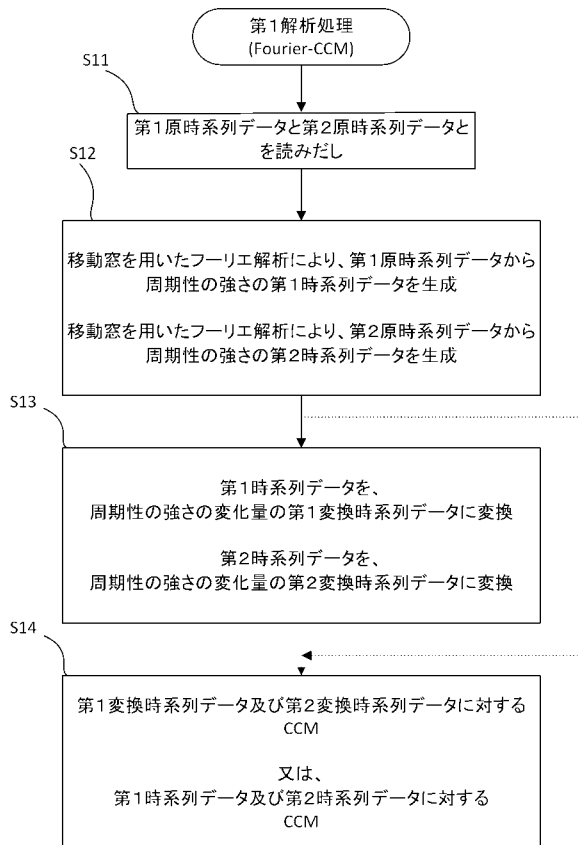 第1解析処理
(Fourier-CCM)
S11
第1原時系列データと第2原時系列データと
を読みだし
S12
移動窓を用いたフーリエ解析により、第1原時系列データから
周期性の強さの第1時系列データを生成
移動窓を用いたフーリエ解析により、第2原時系列データから
周期性の強さの第2時系列データを生成
S13
第1時系列データを、
周期性の強さの変化量の第1変換時系列データに変換
第2時系列データを、
周期性の強さの変化量の第2変換時系列データに変換
S14
第1変換時系列データ及び第2変換時系列データに対する
CCM
又は、
第1時系列データ及び第2時系列データに対する
CCM